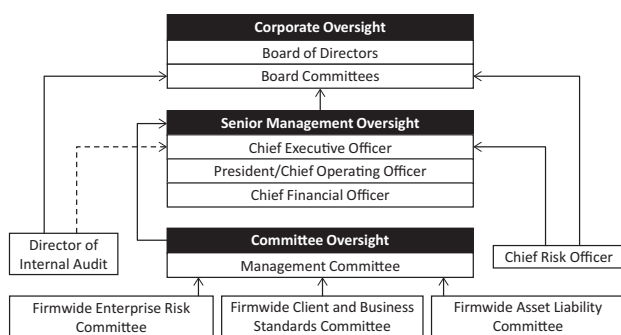 Corporate Oversight
Board of Directors
Board Committees
Senior Management Oversight
Chief Executive Officer
President/Chief Operating Officer
Chief Financial Officer
Director of
Internal Audit
Committee Oversight
Management Committee
Chief Risk Officer
Firmwide Enterprise Risk
Committee
Firmwide Client and Business
Standards Committee
Firmwide Asset Liability
Committee